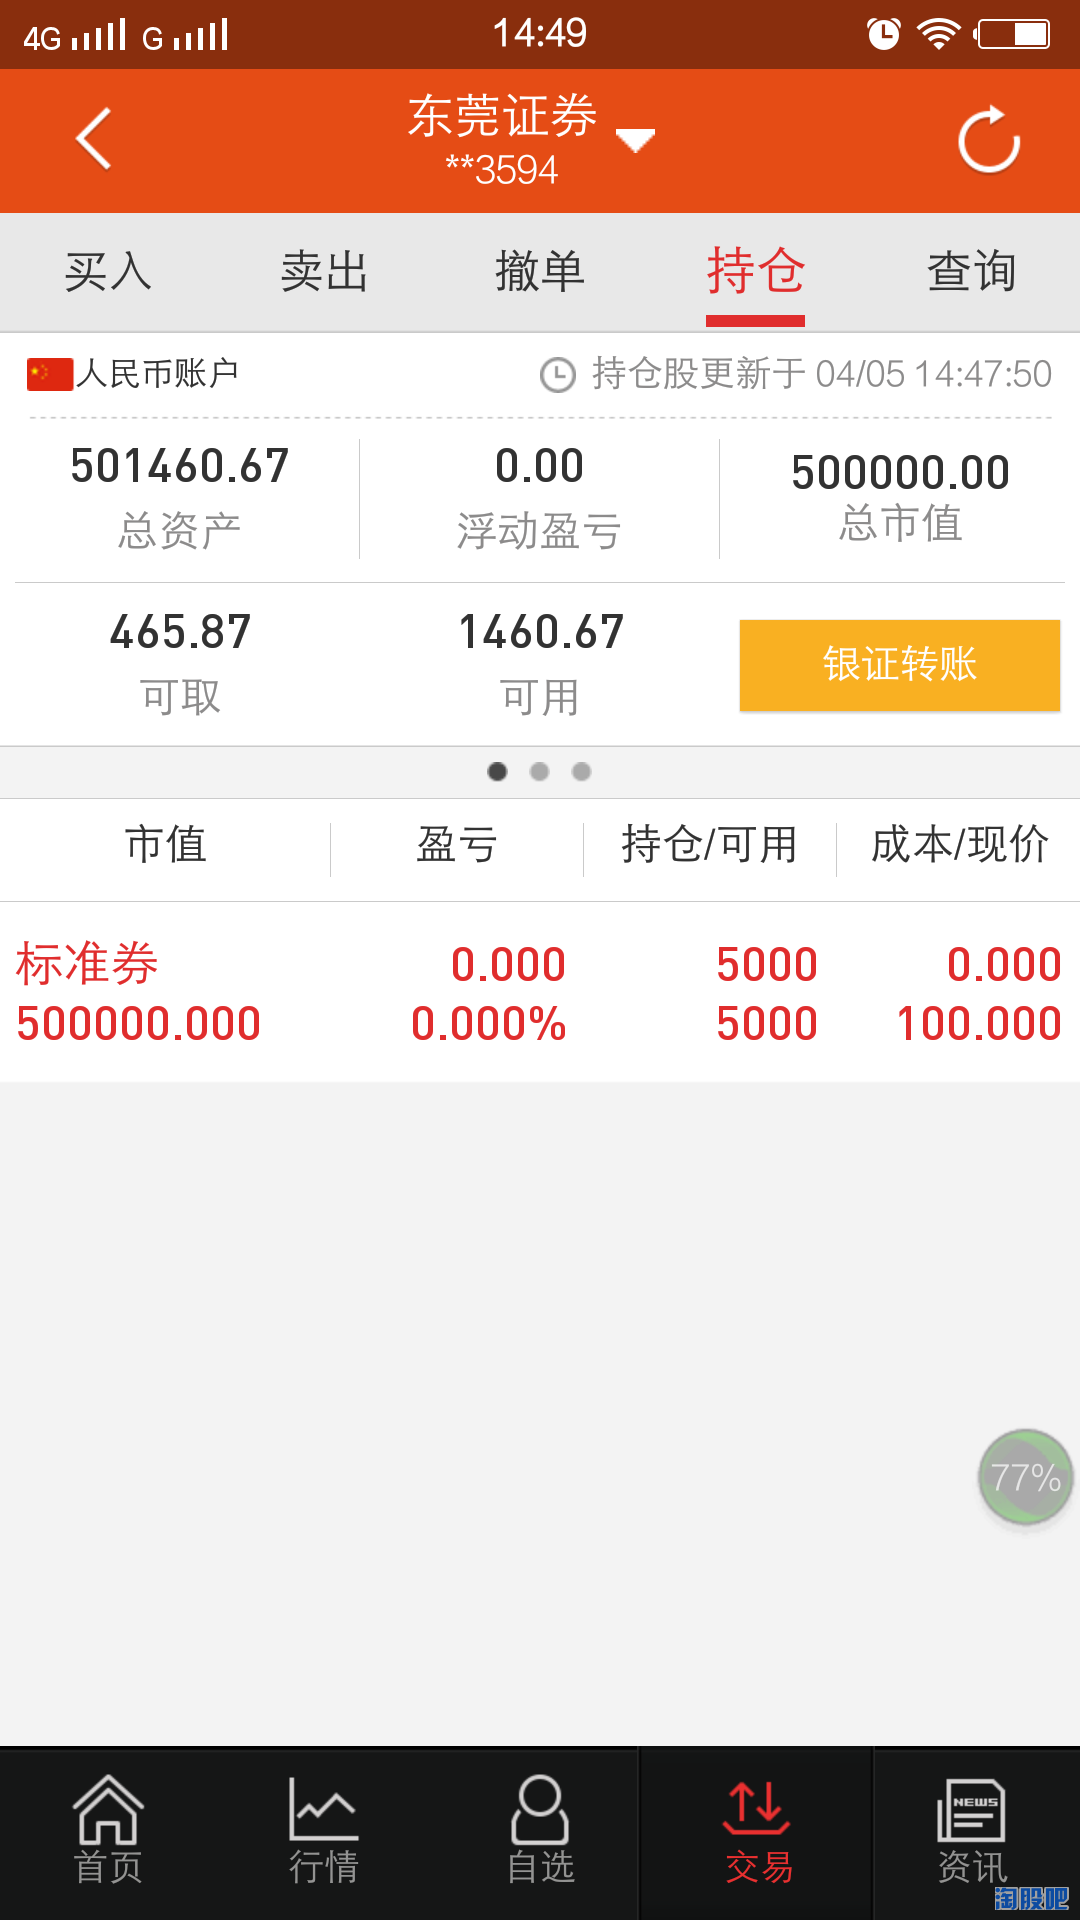 4G G 14:49
东莞证券
**3594
买入 卖出 撤单 持仓 查询
人民币账户 持仓股更新于 04/05 14:47:50
501460.67 0.00 500000.00
总资产 浮动盈亏 总市值
465.87 1460.67
可取 可用 银证转账
市值 盈亏 持仓/可用 成本/现价
标准券 0.000 5000 0.000
500000.000 0.000% 5000 100.000
77%
NEWS
首页 行情 自选 交易 资讯
淘股吧